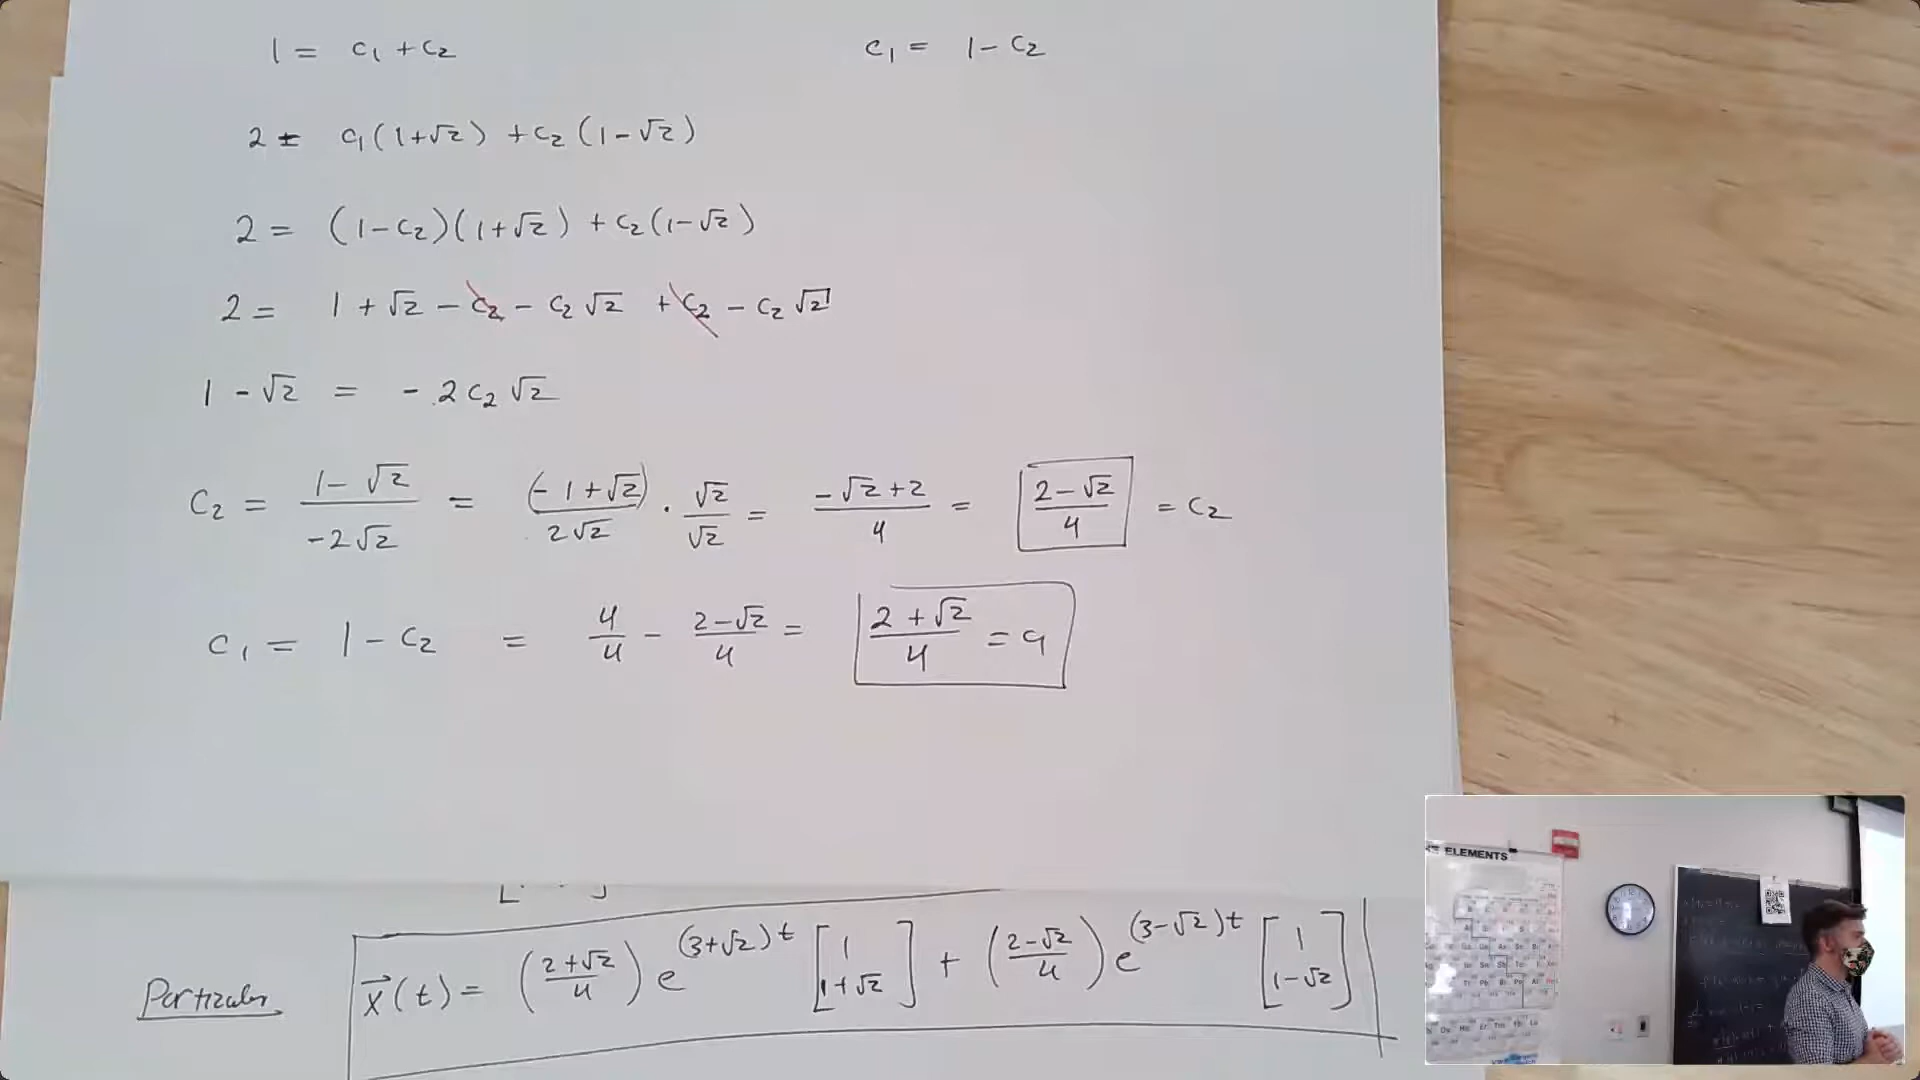 1 = c₁ + c₂
c₁ = 1 - c₂
2 = c₁(1+√2) + c₂(1-√2)
2 = (1-c₂)(1+√2) + c₂(1-√2)
2 = 1 + √2 - c₂ - c₂√2 + c₂ - c₂√2
1 - √2 = -2c₂√2
c₂ = (1-√2)/(-2√2) = (-1+√2)/(2√2) · √2/√2 = (-√2+2)/4 = (2-√2)/4 = c₂
c₁ = 1 - c₂ = 4/4 - (2-√2)/4 = (2+√2)/4 = c₁
Particular x⃗(t) = ((2+√2)/4) e^((3+√2)t) [1; 1+√2] + ((2-√2)/4) e^((3-√2)t) [1; 1-√2]
ELEMENTS